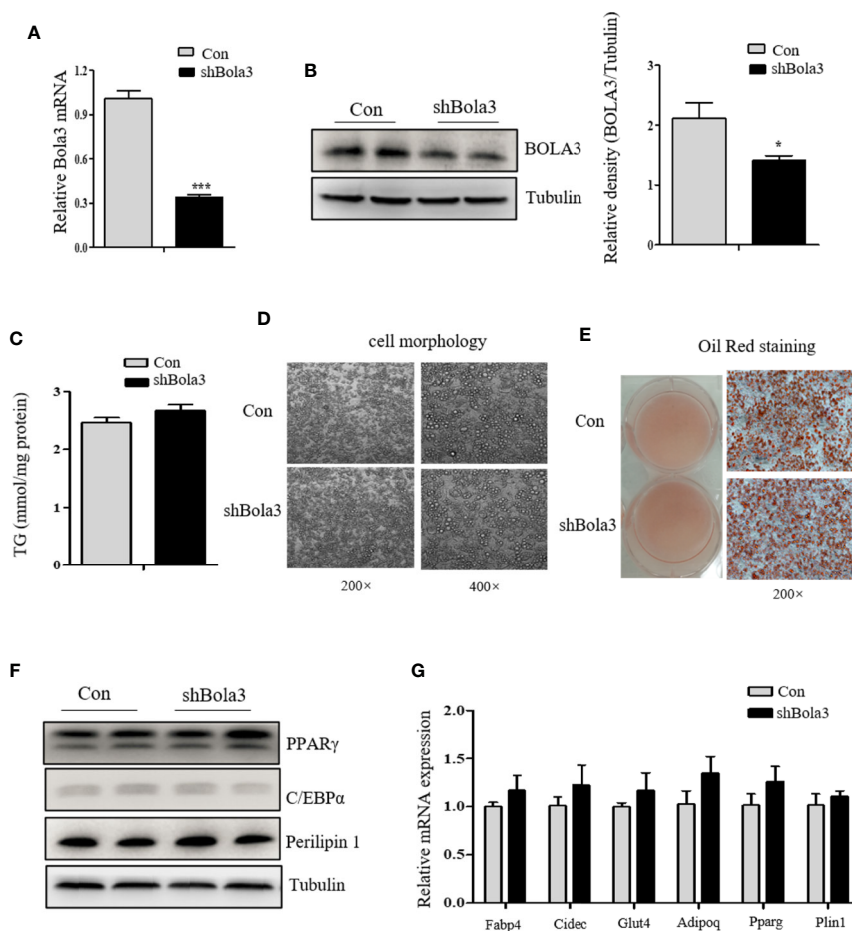 A
Con
shBola3
Relative Bola3 mRNA
1.2
0.9
0.6
0.3
0.0
***
B
Con
shBola3
BOLA3
Tubulin
Con
shBola3
Relative density (BOLA3/Tubulin)
3
2
1
0
*
C
Con
shBola3
TG (mmol/mg protein)
3
2
1
0
D
cell morphology
Con
shBola3
200×
400×
E
Oil Red staining
Con
shBola3
200×
F
Con
shBola3
PPARγ
C/EBPα
Perilipin 1
Tubulin
G
Con
shBola3
Relative mRNA expression
2.0
1.5
1.0
0.5
0.0
Fabp4
Cidec
Glut4
Adipoq
Pparg
Plin1